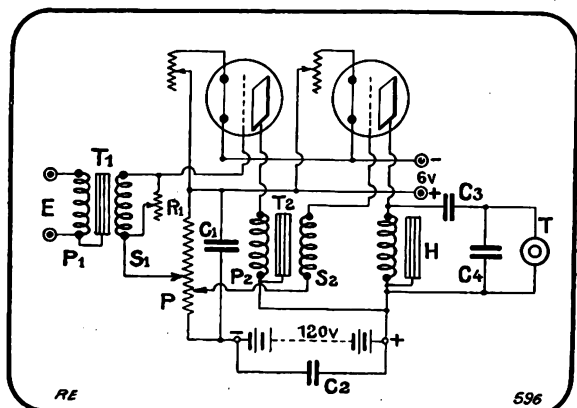 -
6v
+
T1
E
P1
S1
R1
C1
P
T2
P2
S2
H
C3
C4
T
- 120v +
C2
RE
596